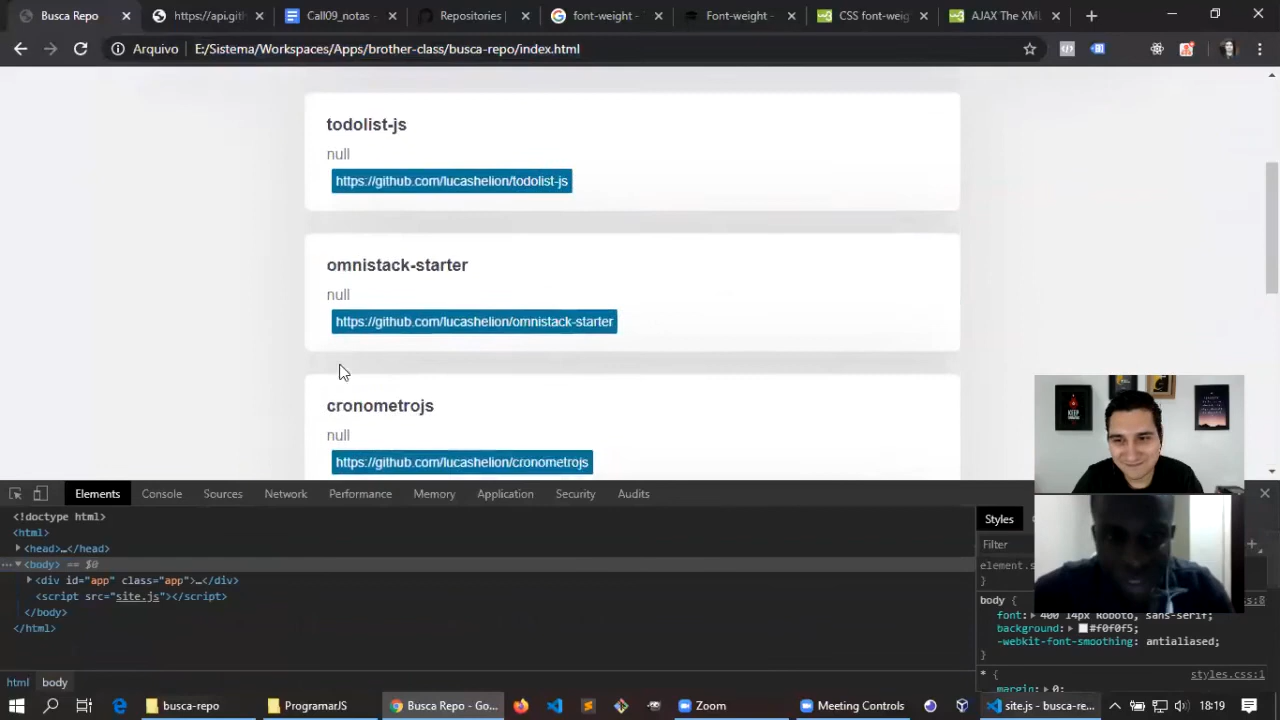 Busca Repo
https://api.gith
Call09_notas -
Repositories |
font-weight -
Font-weight -
CSS font-weig
AJAX The XML
Arquivo
E:/Sistema/Workspaces/Apps/brother-class/busca-repo/index.html
todolist-js
null
https://github.com/lucashelion/todolist-js
omnistack-starter
null
https://github.com/lucashelion/omnistack-starter
cronometrojs
null
https://github.com/lucashelion/cronometrojs
KEEP
Elements
Console
Sources
Network
Performance
Memory
Application
Security
Audits
<!doctype html>
<html>
<head>…</head>
<body> == $0
<div id="app" class="app">…</div>
<script src="site.js"></script>
</body>
</html>
html
body
Styles
Filter
element.s
}
body {
font: 400 14px Roboto, sans-serif;
background: #f0f0f5;
-webkit-font-smoothing: antialiased;
}
* {
styles.css:1
margin: 0;
busca-repo
ProgramarJS
Busca Repo - Go...
Zoom
Meeting Controls
site.js - busca-re...
18:19